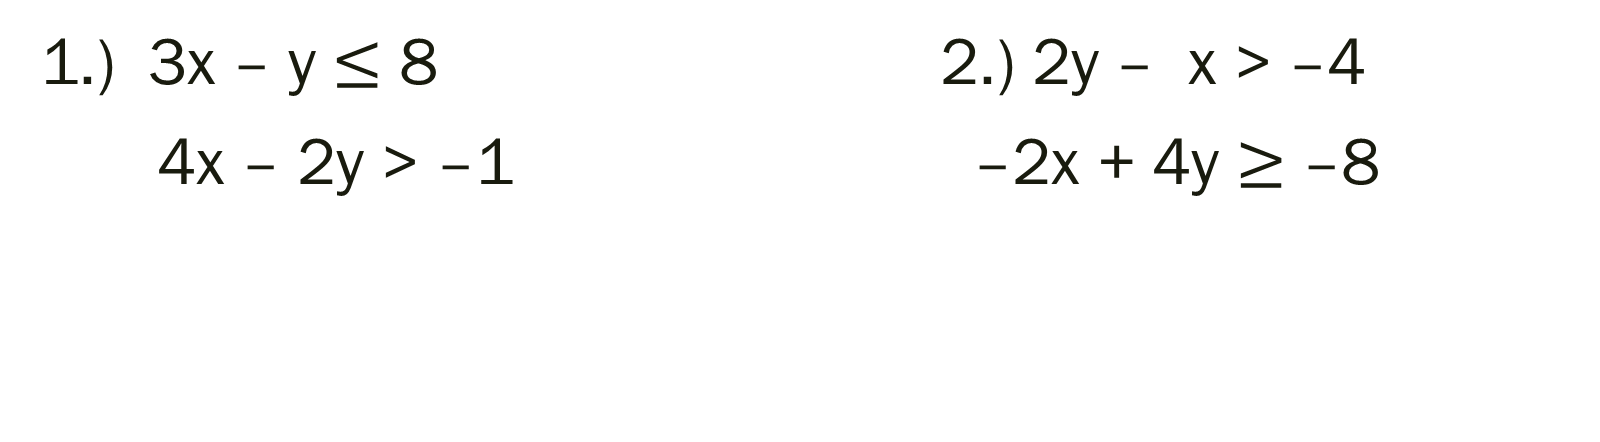 1.) 3x – y ≤ 8
4x – 2y > –1
2.) 2y – x > –4
–2x + 4y ≥ –8